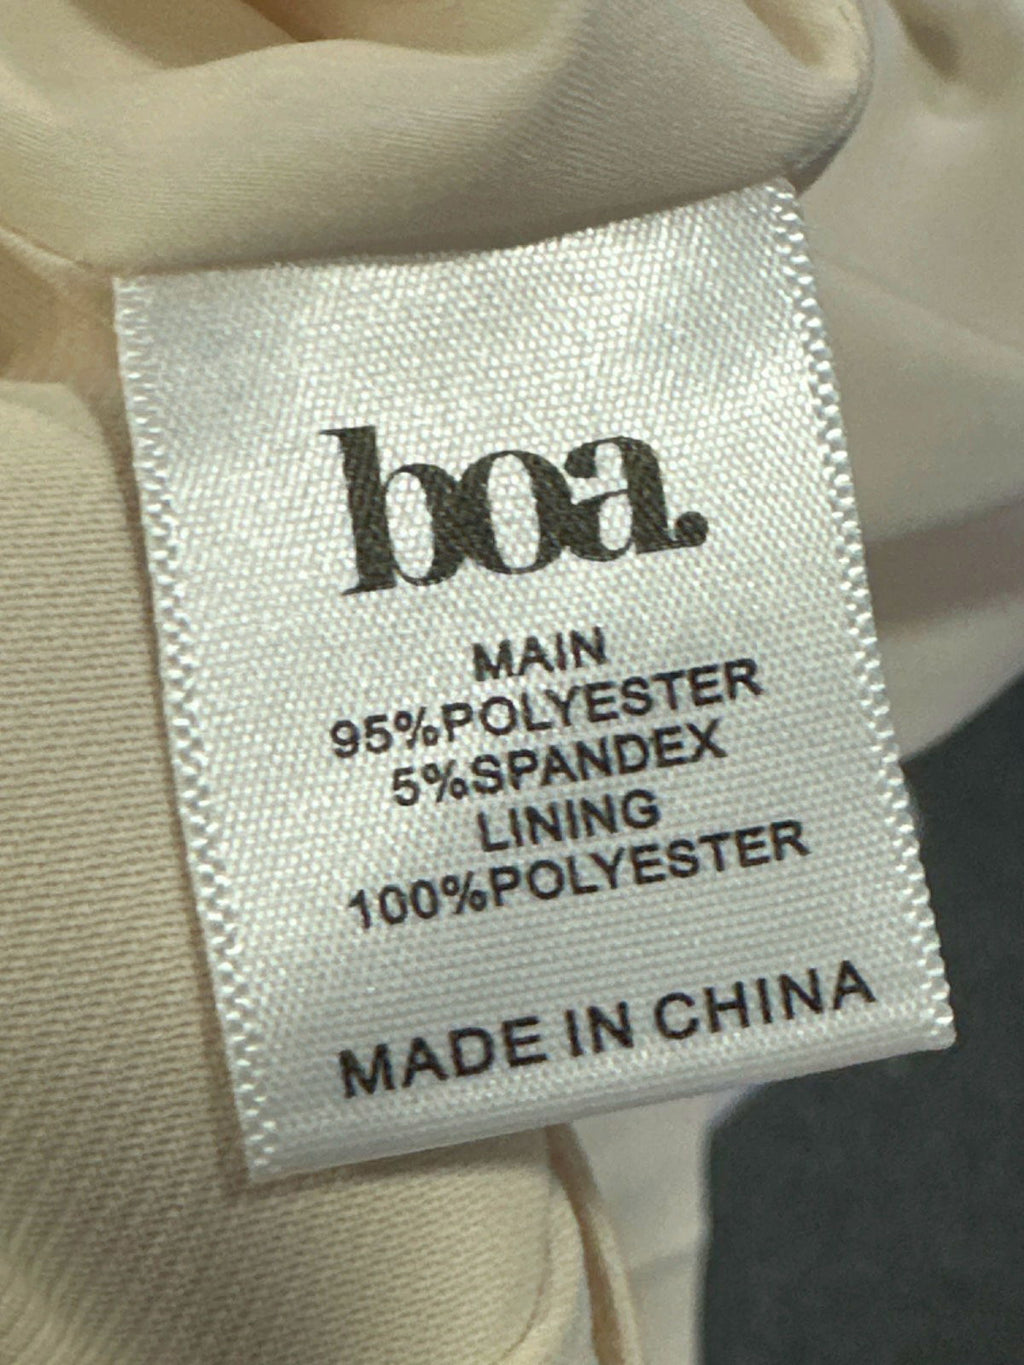 boa.
MAIN
95%POLYESTER
5%SPANDEX
LINING
100%POLYESTER
MADE IN CHINA